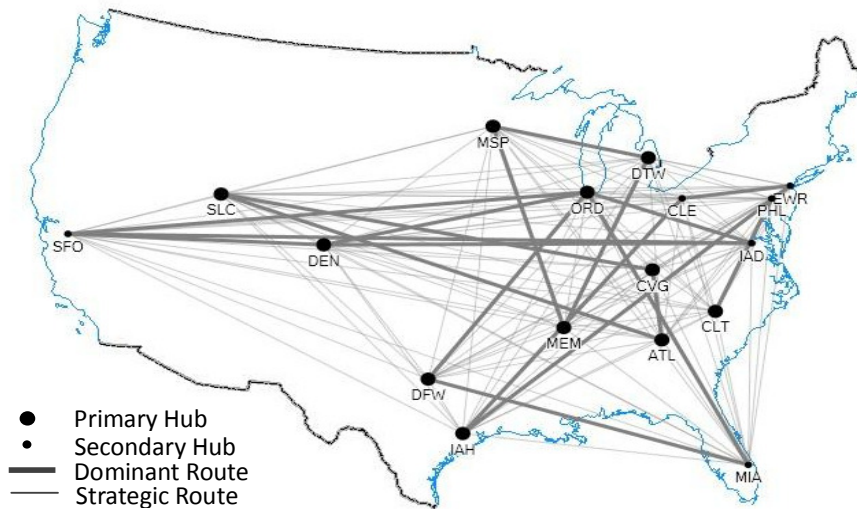 MSP
DTW
SLC
ORD
CLE
EWR
PHL
SFO
DEN
IAD
CVG
CLT
MEM
ATL
DFW
IAH
MIA
Primary Hub
Secondary Hub
Dominant Route
Strategic Route